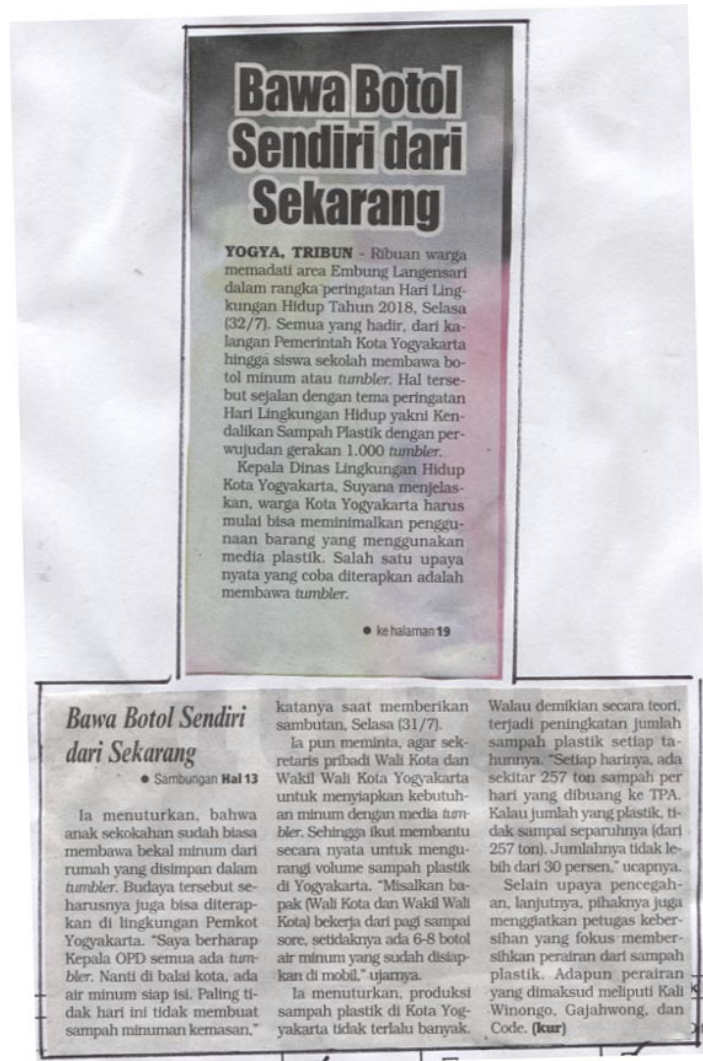 Bawa Botol
Sendiri dari
Sekarang
YOGYA, TRIBUN - Ribuan warga
memadati area Embung Langensari
dalam rangka peringatan Hari Ling-
kungan Hidup Tahun 2018, Selasa
(32/7). Semua yang hadir, dari ka-
langan Pemerintah Kota Yogyakarta
hingga siswa sekolah membawa bo-
tol minum atau tumbler. Hal terse-
but sejalan dengan tema peringatan
Hari Lingkungan Hidup yakni Ken-
dalikan Sampah Plastik dengan per-
wujudan gerakan 1.000 tumbler.
Kepala Dinas Lingkungan Hidup
Kota Yogyakarta, Suyana menjelas-
kan, warga Kota Yogyakarta harus
mulai bisa meminimalkan penggu-
naan barang yang menggunakan
media plastik. Salah satu upaya
nyata yang coba diterapkan adalah
membawa tumbler.
● ke halaman 19
Bawa Botol Sendiri
dari Sekarang
● Sambungan Hal 13
Ia menuturkan, bahwa
anak sekokahan sudah biasa
membawa bekal minum dari
rumah yang disimpan dalam
tumbler. Budaya tersebut se-
harusnya juga bisa diterap-
kan di lingkungan Pemkot
Yogyakarta. "Saya berharap
Kepala OPD semua ada tum-
bler. Nanti di balai kota, ada
air minum siap isi. Paling ti-
dak hari ini tidak membuat
sampah minuman kemasan,"
katanya saat memberikan
sambutan, Selasa (31/7).
Ia pun meminta, agar sek-
retaris pribadi Wali Kota dan
Wakil Wali Kota Yogyakarta
untuk menyiapkan kebutuh-
an minum dengan media tum-
bler. Sehingga ikut membantu
secara nyata untuk mengu-
rangi volume sampah plastik
di Yogyakarta. "Misalkan ba-
pak (Wali Kota dan Wakil Wali
Kota) bekerja dari pagi sampai
sore, setidaknya ada 6-8 botol
air minum yang sudah disiap-
kan di mobil," ujarnya.
Ia menuturkan, produksi
sampah plastik di Kota Yog-
yakarta tidak terlalu banyak.
Walau demikian secara teori,
terjadi peningkatan jumlah
sampah plastik setiap ta-
hunnya. "Setiap harinya, ada
sekitar 257 ton sampah per
hari yang dibuang ke TPA.
Kalau jumlah yang plastik, ti-
dak sampai separuhnya (dari
257 ton). Jumlahnya tidak le-
bih dari 30 persen," ucapnya.
Selain upaya pencegah-
an, lanjutnya, pihaknya juga
menggiatkan petugas keber-
sihan yang fokus member-
sihkan perairan dari sampah
plastik. Adapun perairan
yang dimaksud meliputi Kali
Winongo, Gajahwong, dan
Code. (kur)